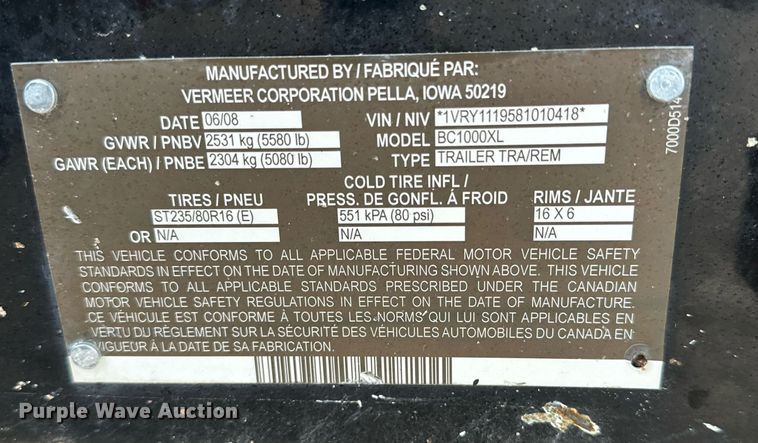 MANUFACTURED BY / FABRIQUÉ PAR:
VERMEER CORPORATION PELLA, IOWA 50219
DATE 06/08 VIN / NIV *1VRY1119581010418*
GVWR / PNBV 2531 kg (5580 lb) MODEL BC1000XL
GAWR (EACH) / PNBE 2304 kg (5080 lb) TYPE TRAILER TRA/REM
COLD TIRE INFL /
TIRES / PNEU PRESS. DE GONFL. Á FROID RIMS / JANTE
ST235/80R16 (E) 551 kPA (80 psi) 16 X 6
OR N/A N/A N/A
THIS VEHICLE CONFORMS TO ALL APPLICABLE FEDERAL MOTOR VEHICLE SAFETY
STANDARDS IN EFFECT ON THE DATE OF MANUFACTURING SHOWN ABOVE. THIS VEHICLE
CONFORMS TO ALL APPLICABLE STANDARDS PRESCRIBED UNDER THE CANADIAN
MOTOR VEHICLE SAFETY REGULATIONS IN EFFECT ON THE DATE OF MANUFACTURE.
CE VÉHICULE EST CONFORME À TOUTES LES NORMS QUI LUI SONT APPLICABLES EN
VERTU DU RÈGLEMENT SUR LA SÉCURITÉ DES VÉHICULES AUTOMOBILES DU CANADA EN
VIGUEUR À LA DATE DE SA FABRICATION.
7000D514
Purple Wave Auction